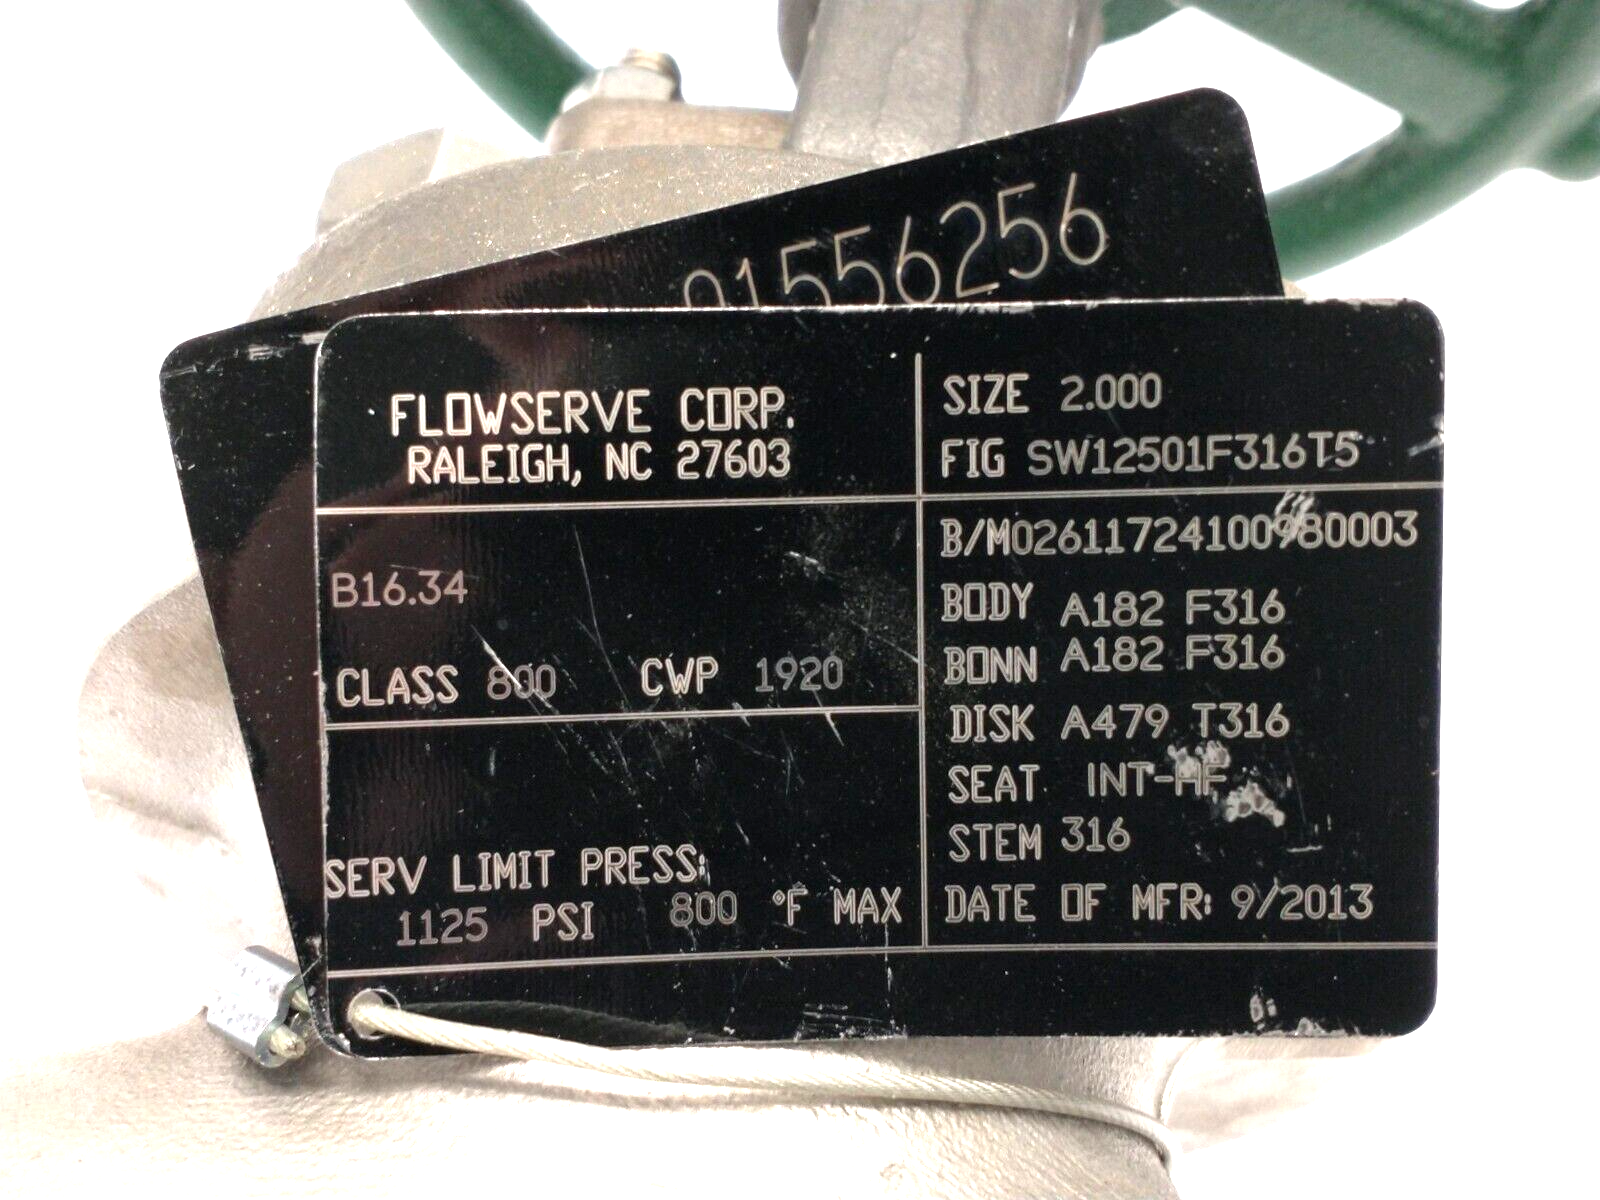 01556256
FLOWSERVE CORP.
RALEIGH, NC 27603
SIZE 2.000
FIG SW12501F316T5
B16.34
CLASS 800 CWP 1920
SERV LIMIT PRESS:
1125 PSI 800 °F MAX
B/M02611724100980003
BODY A182 F316
BONN A182 F316
DISK A479 T316
SEAT INT-HF
STEM 316
DATE OF MFR: 9/2013